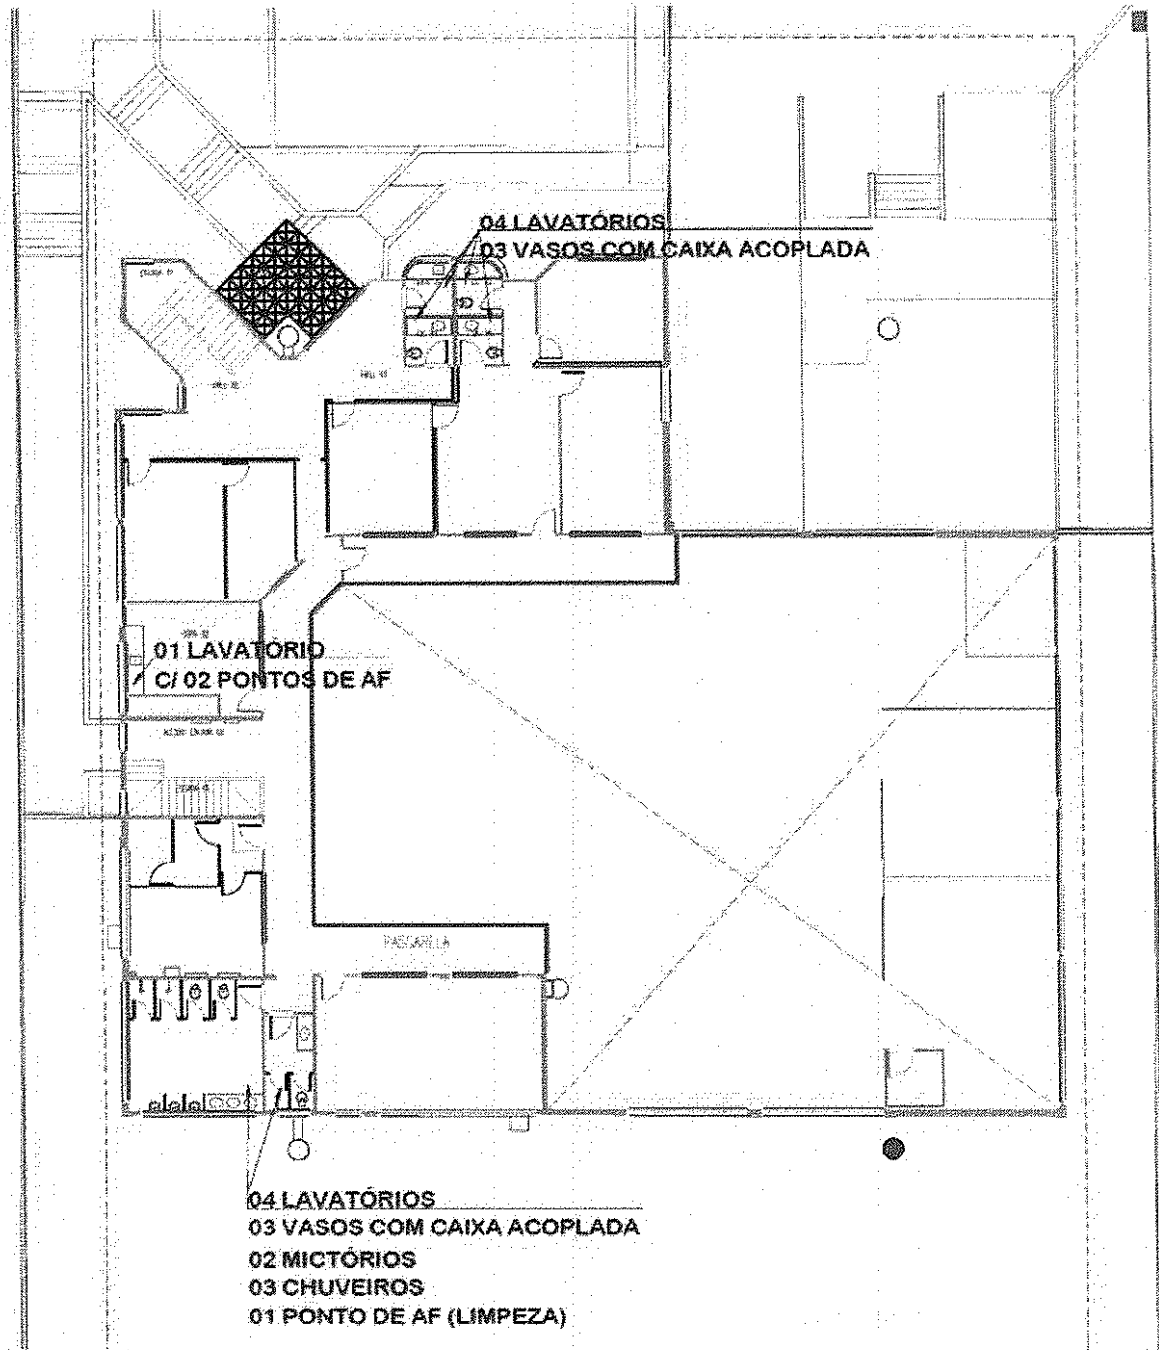 04 LAVATÓRIOS
03 VASOS COM CAIXA ACOPLADA
01 LAVATÓRIO
C/ 02 PONTOS DE AF
PASSARELA
04 LAVATÓRIOS
03 VASOS COM CAIXA ACOPLADA
02 MICTÓRIOS
03 CHUVEIROS
01 PONTO DE AF (LIMPEZA)